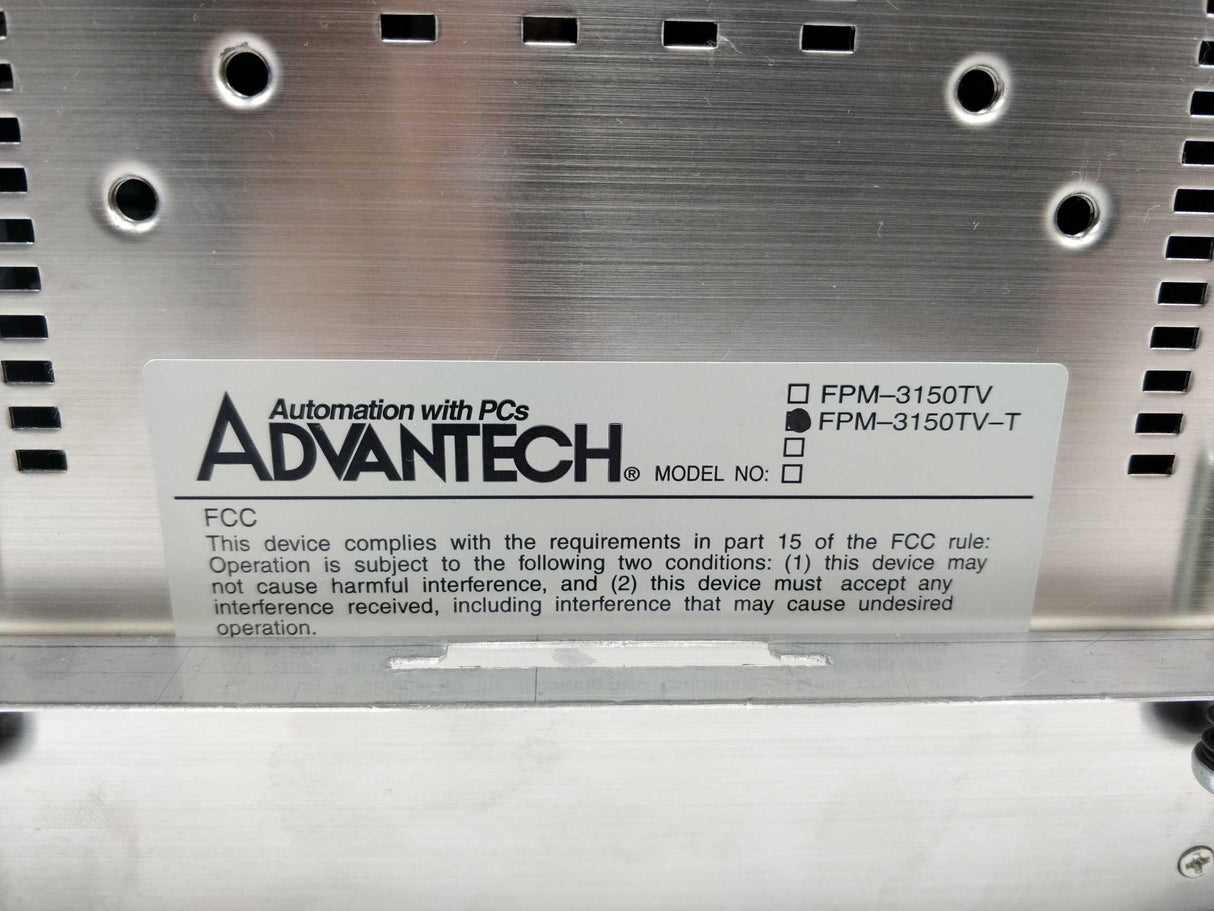 Automation with PCs
ADVANTECH® MODEL NO:
FPM–3150TV
FPM–3150TV–T
FCC
This device complies with the requirements in part 15 of the FCC rule:
Operation is subject to the following two conditions: (1) this device may
not cause harmful interference, and (2) this device must accept any
interference received, including interference that may cause undesired
operation.